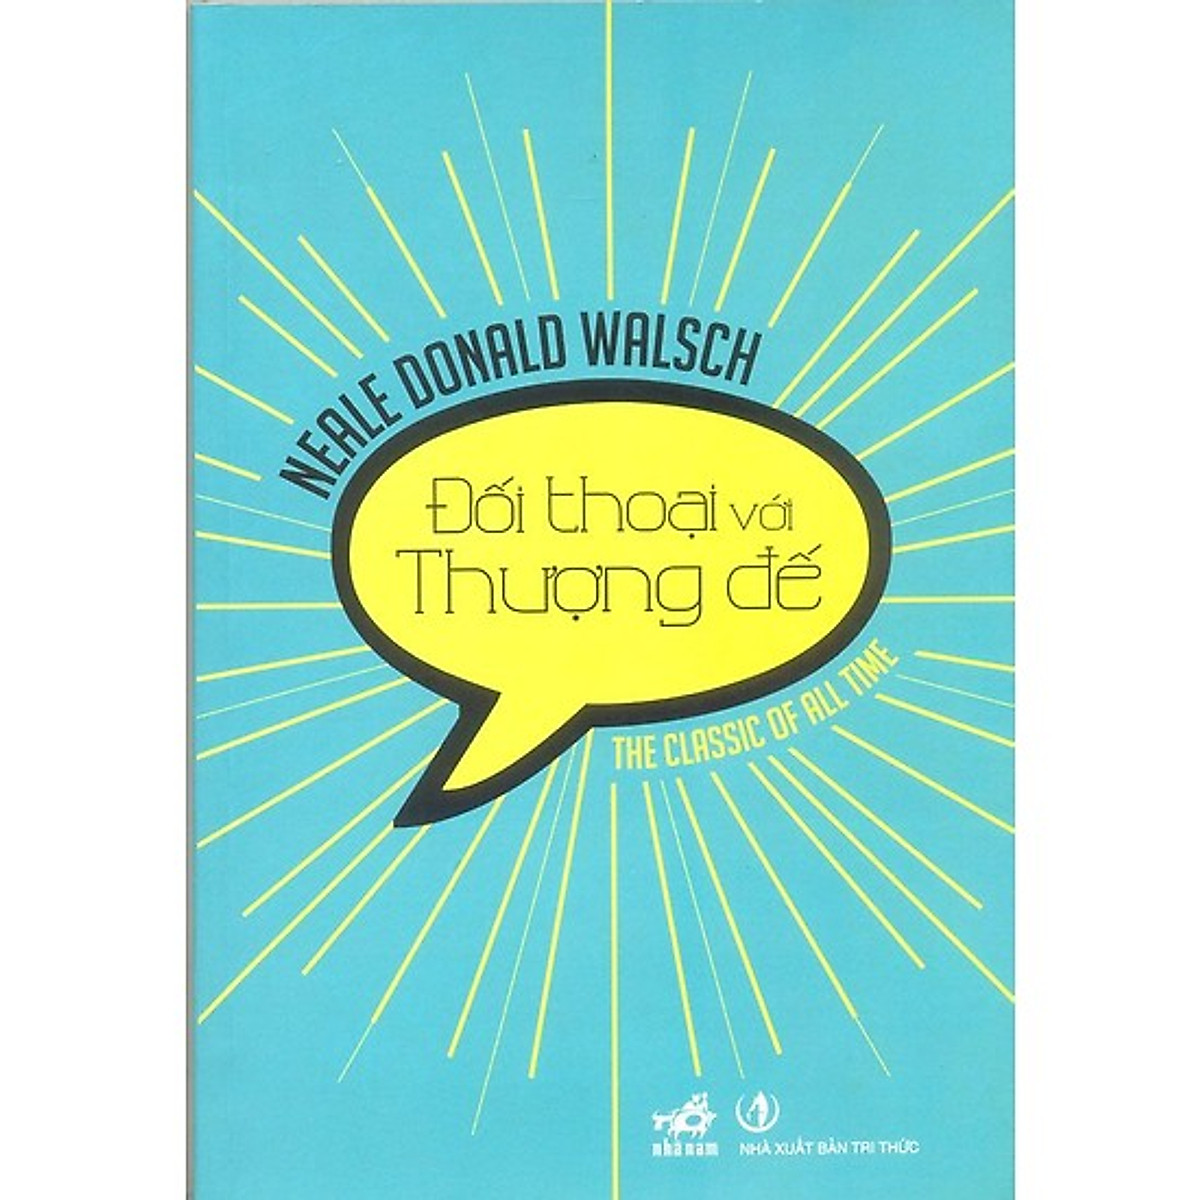 NEALE DONALD WALSCH
Đối thoại với
Thượng đế
THE CLASSIC OF ALL TIME
nhã nam
NHÀ XUẤT BẢN TRI THỨC